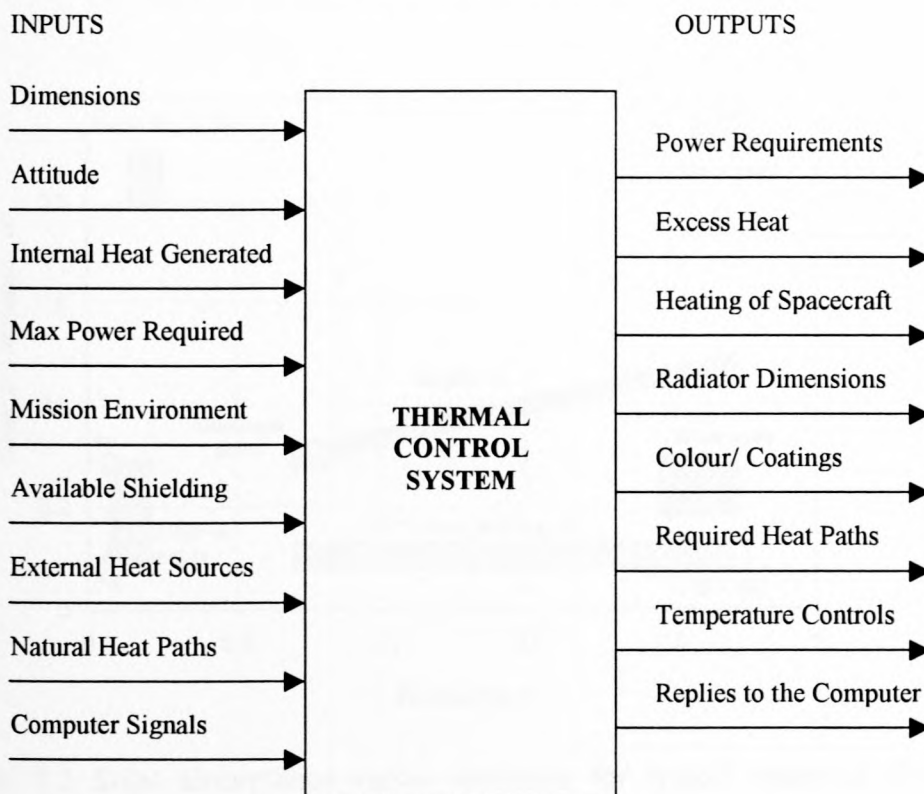 INPUTS
OUTPUTS
Dimensions
Attitude
Internal Heat Generated
Max Power Required
Mission Environment
Available Shielding
External Heat Sources
Natural Heat Paths
Computer Signals
THERMAL
CONTROL
SYSTEM
Power Requirements
Excess Heat
Heating of Spacecraft
Radiator Dimensions
Colour/ Coatings
Required Heat Paths
Temperature Controls
Replies to the Computer